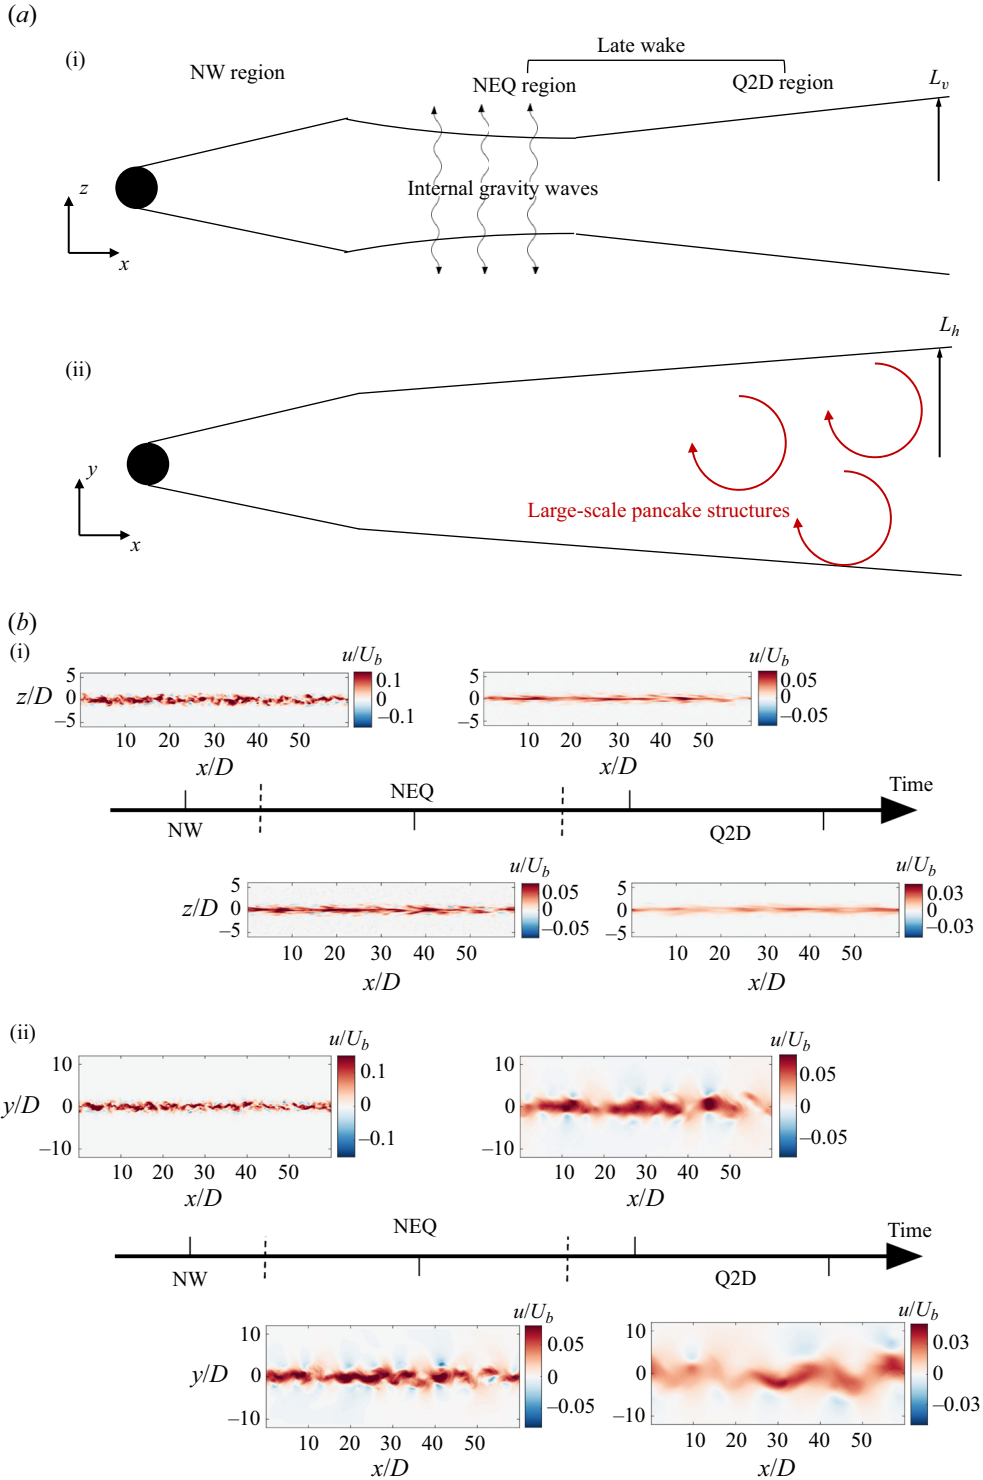 (a)
(i)
Late wake
NW region
NEQ region
Q2D region
L_v
Internal gravity waves
z
x
(ii)
L_h
y
x
Large-scale pancake structures
(b)
(i)
u/U_b
u/U_b
z/D
5
0
−5
0.1
0
−0.1
5
0
−5
0.05
0
−0.05
10 20 30 40 50
10 20 30 40 50
x/D
x/D
NEQ
Time
NW
Q2D
u/U_b
u/U_b
z/D
5
0
−5
0.05
0
−0.05
5
0
−5
0.03
0
−0.03
10 20 30 40 50
10 20 30 40 50
x/D
x/D
(ii)
u/U_b
u/U_b
y/D
10
0
−10
0.1
0
−0.1
10
0
−10
0.05
0
−0.05
10 20 30 40 50
10 20 30 40 50
x/D
x/D
NEQ
Time
NW
Q2D
u/U_b
u/U_b
y/D
10
0
−10
0.05
0
−0.05
10
0
−10
0.03
0
−0.03
10 20 30 40 50
10 20 30 40 50
x/D
x/D